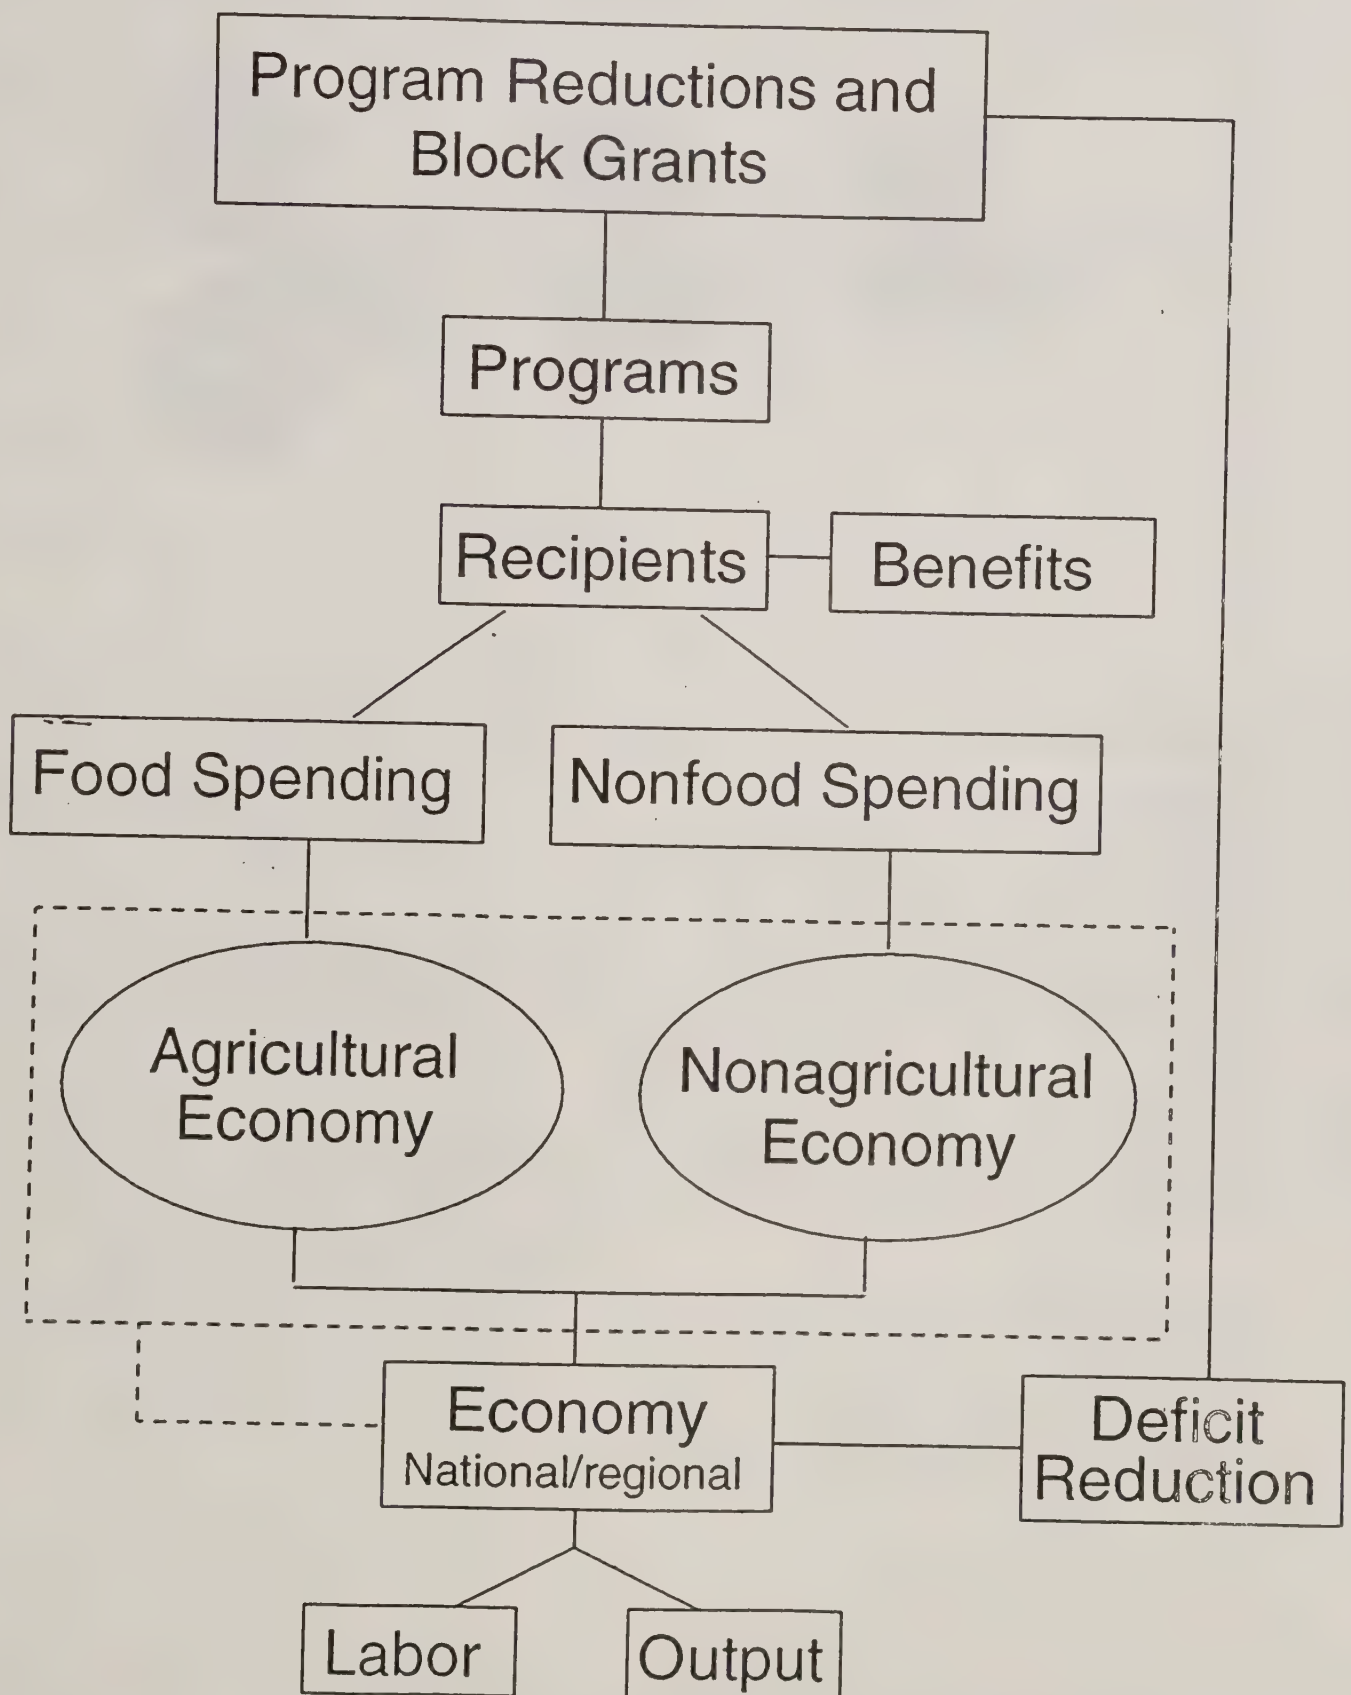 Program Reductions and
Block Grants
Programs
Recipients
Benefits
Food Spending
Nonfood Spending
Agricultural
Economy
Nonagricultural
Economy
Economy
National/regional
Deficit
Reduction
Labor
Output